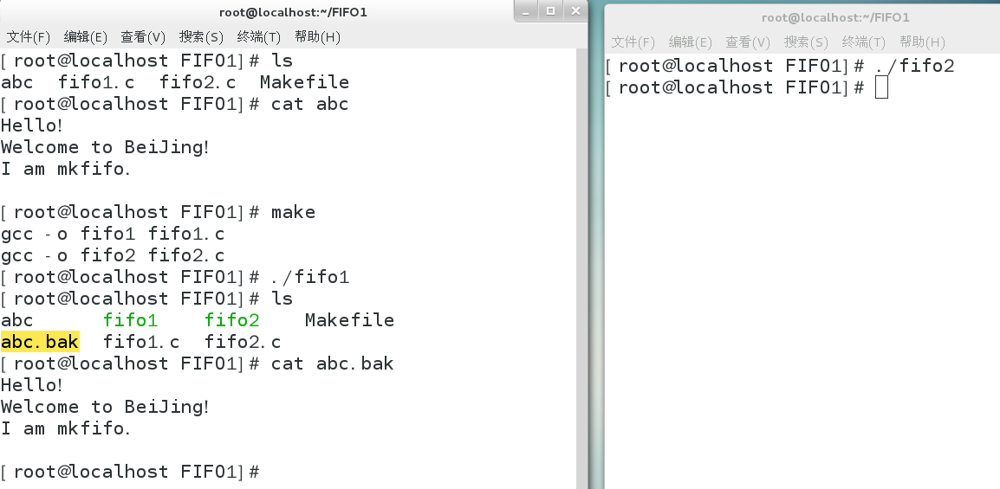 root@localhost:~/FIFO1
文件(F) 编辑(E) 查看(V) 搜索(S) 终端(T) 帮助(H)
[root@localhost FIFO1]# ls
abc fifo1.c fifo2.c Makefile
[root@localhost FIFO1]# cat abc
Hello!
Welcome to BeiJing!
I am mkfifo.
[root@localhost FIFO1]# make
gcc -o fifo1 fifo1.c
gcc -o fifo2 fifo2.c
[root@localhost FIFO1]# ./fifo1
[root@localhost FIFO1]# ls
abc fifo1 fifo2 Makefile
abc.bak fifo1.c fifo2.c
[root@localhost FIFO1]# cat abc.bak
Hello!
Welcome to BeiJing!
I am mkfifo.
[root@localhost FIFO1]#
root@localhost:~/FIFO1
文件(F) 编辑(E) 查看(V) 搜索(S) 终端(T) 帮助(H)
[root@localhost FIFO1]# ./fifo2
[root@localhost FIFO1]#